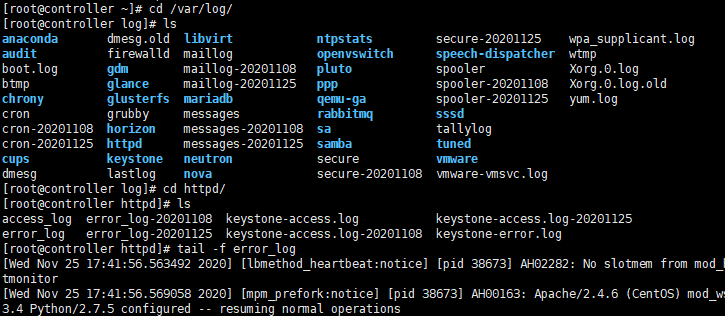 [root@controller ~]# cd /var/log/
[root@controller log]# ls
anaconda dmesg.old libvirt ntpstats secure-20201125 wpa_supplicant.log
audit firewalld maillog openvswitch speech-dispatcher wtmp
boot.log gdm maillog-20201108 pluto spooler Xorg.0.log
btmp glance maillog-20201125 ppp spooler-20201108 Xorg.0.log.old
chrony glusterfs mariadb qemu-ga spooler-20201125 yum.log
cron grubby messages rabbitmq sssd
cron-20201108 horizon messages-20201108 sa tallylog
cron-20201125 httpd messages-20201125 samba tuned
cups keystone neutron secure vmware
dmesg lastlog nova secure-20201108 vmware-vmsvc.log
[root@controller log]# cd httpd/
[root@controller httpd]# ls
access_log error_log-20201108 keystone-access.log keystone-access.log-20201125
error_log error_log-20201125 keystone-access.log-20201108 keystone-error.log
[root@controller httpd]# tail -f error_log
[Wed Nov 25 17:41:56.563492 2020] [lbmethod_heartbeat:notice] [pid 38673] AH02282: No slotmem from mod_h
tmonitor
[Wed Nov 25 17:41:56.569058 2020] [mpm_prefork:notice] [pid 38673] AH00163: Apache/2.4.6 (CentOS) mod_ws
3.4 Python/2.7.5 configured -- resuming normal operations